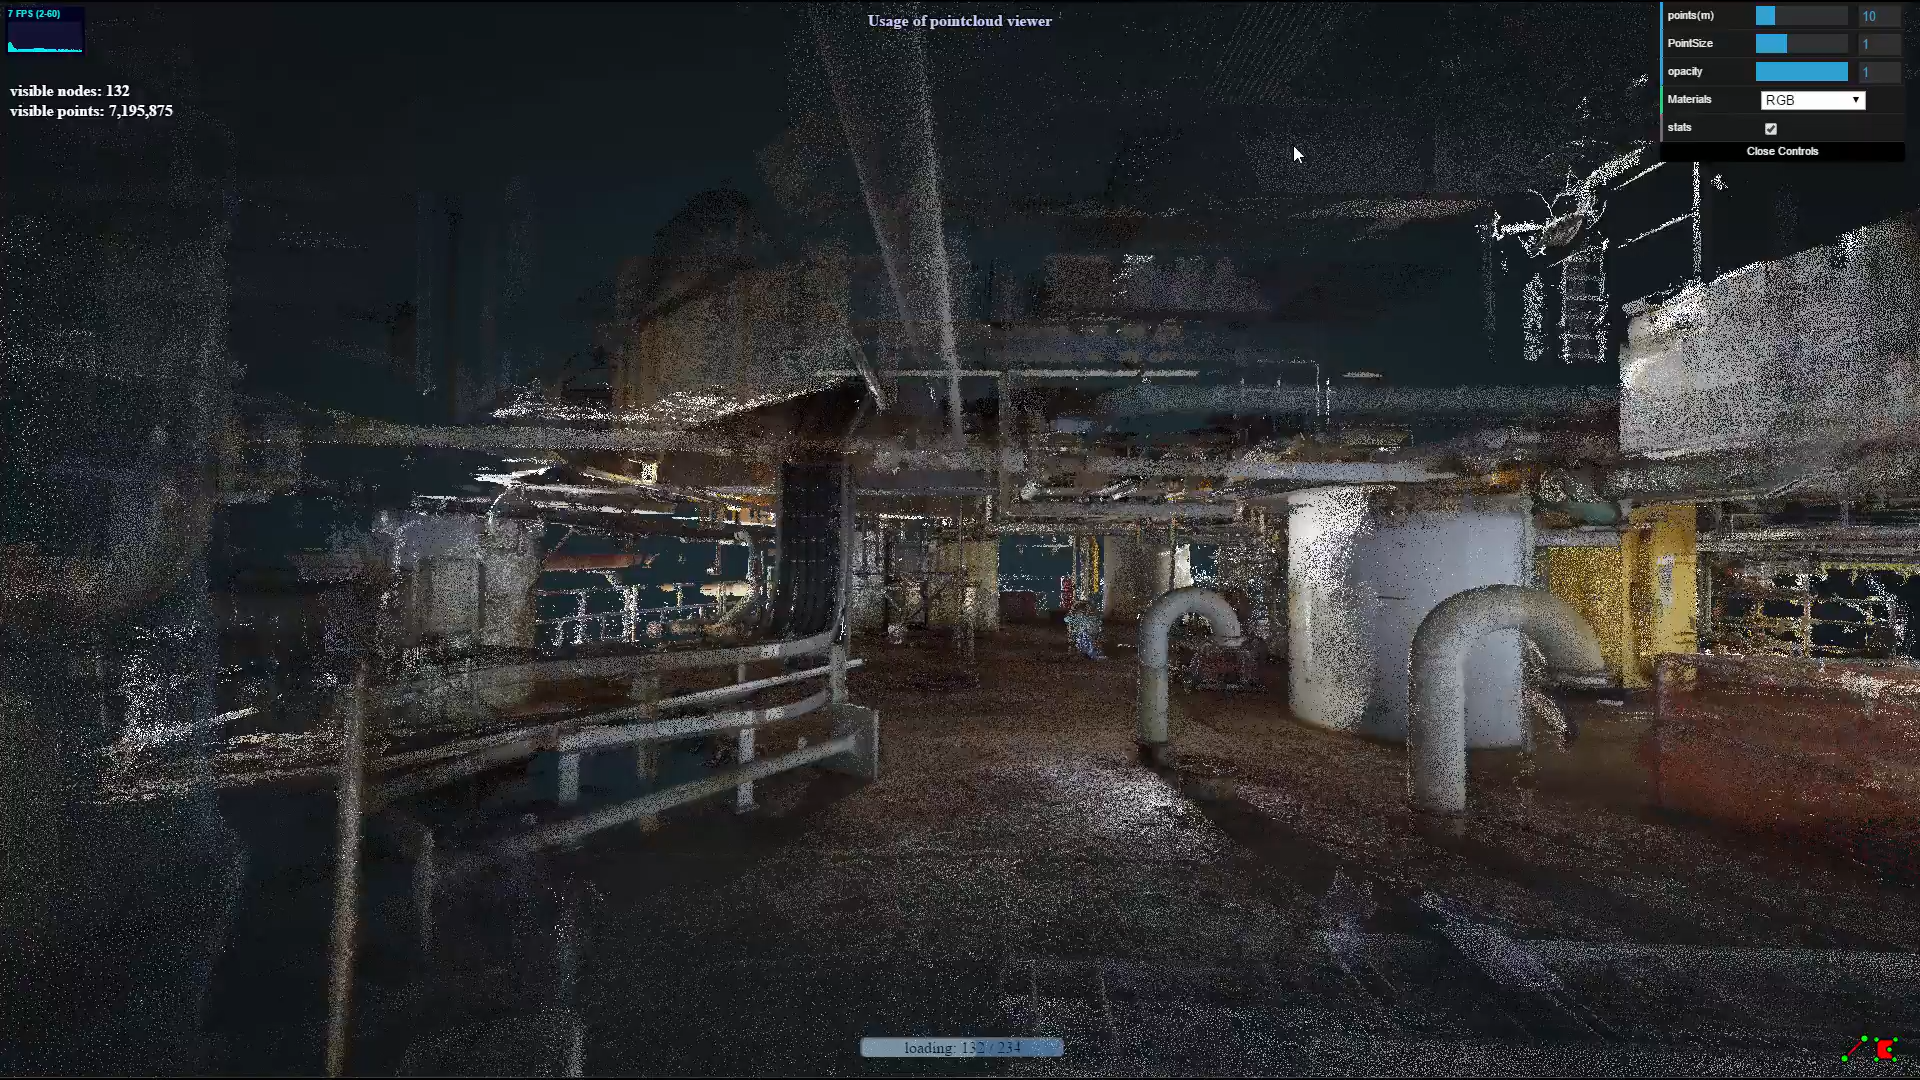 7 FPS (2-60)
Usage of pointcloud viewer
visible nodes: 132
visible points: 7,195,875
points(m) 10
PointSize 1
opacity 1
Materials RGB
stats
Close Controls
loading: 132 / 234